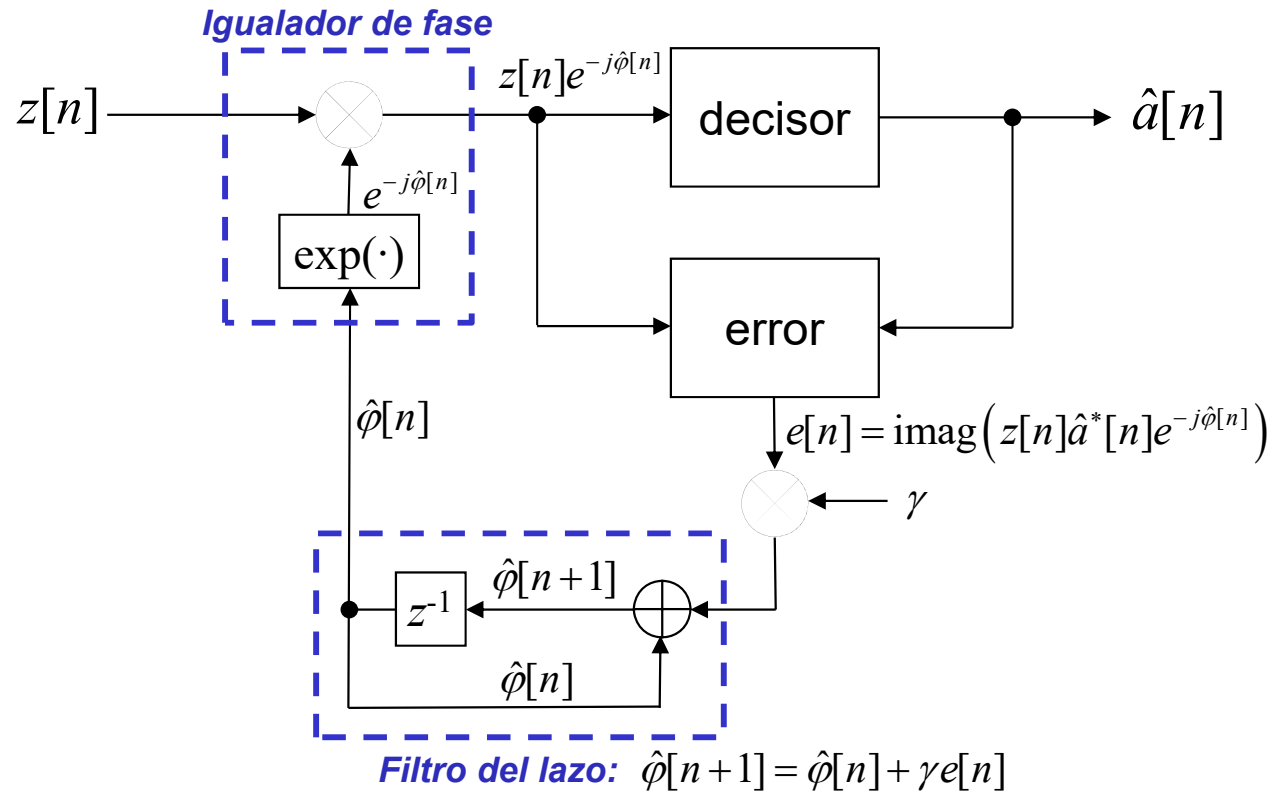 Igualador de fase
z[n]
z[n]e^{-jφ̂[n]}
decisor
â[n]
e^{-jφ̂[n]}
exp(·)
error
φ̂[n]
e[n] = imag(z[n]â*[n]e^{-jφ̂[n]})
γ
φ̂[n+1]
z⁻¹
φ̂[n]
Filtro del lazo: φ̂[n+1] = φ̂[n] + γe[n]